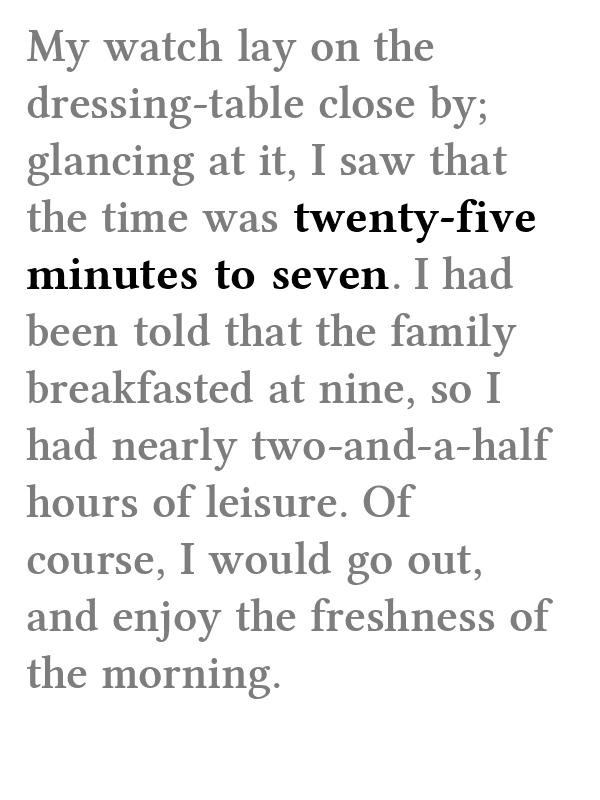 My watch lay on the
dressing-table close by;
glancing at it, I saw that
the time was twenty-five
minutes to seven. I had
been told that the family
breakfasted at nine, so I
had nearly two-and-a-half
hours of leisure. Of
course, I would go out,
and enjoy the freshness of
the morning.